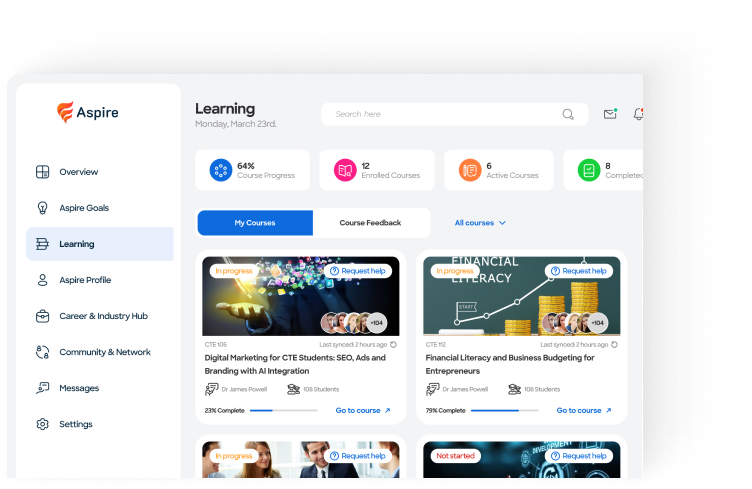 Aspire
Learning
Monday, March 23rd.
Search here
64%
Course Progress
12
Enrolled Courses
6
Active Courses
8
Completed
Overview
Aspire Goals
Learning
Aspire Profile
Career & Industry Hub
Community & Network
Messages
Settings
My Courses
Course Feedback
All courses
In progress
Request help
+104
CTE 105
Last synced: 2 hours ago
Digital Marketing for CTE Students: SEO, Ads and
Branding with AI Integration
Dr James Powell
108 Students
23% Complete
Go to course
FINANCIAL
LITERACY
START
In progress
Request help
+104
CTE 112
Last synced: 2 hours ago
Financial Literacy and Business Budgeting for
Entrepreneurs
Dr James Powell
108 Students
79% Complete
Go to course
In progress
Request help
Not started
DEVELOPMENT
Request help